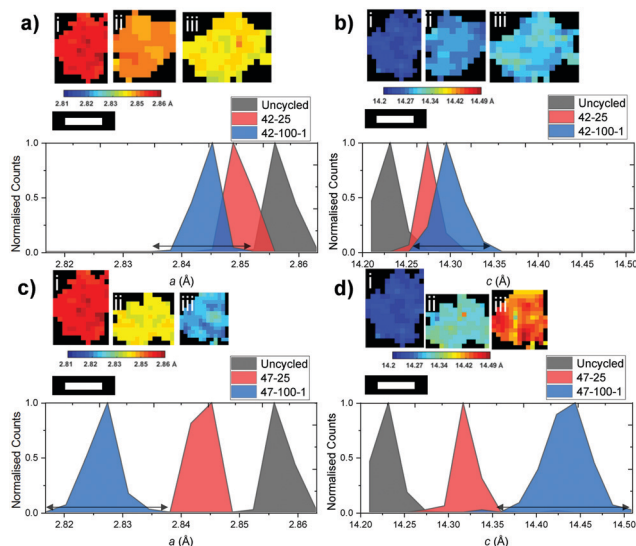 a)
i
ii
iii
2.81 2.82 2.83 2.85 2.86 Å
Uncycled
42-25
42-100-1
Normalised Counts
1.0
0.5
0.0
2.82 2.83 2.84 2.85 2.86
a (Å)
b)
i
ii
iii
14.2 14.27 14.34 14.42 14.49 Å
Uncycled
42-25
42-100-1
Normalised Counts
1.0
0.5
0.0
14.20 14.25 14.30 14.35 14.40 14.45 14.50
c (Å)
c)
i
ii
iii
2.81 2.82 2.83 2.85 2.86 Å
Uncycled
47-25
47-100-1
Normalised Counts
1.0
0.5
0.0
2.82 2.83 2.84 2.85 2.86
a (Å)
d)
i
ii
iii
14.2 14.27 14.34 14.42 14.49 Å
Uncycled
47-25
47-100-1
Normalised Counts
1.0
0.5
0.0
14.20 14.25 14.30 14.35 14.40 14.45 14.50
c (Å)